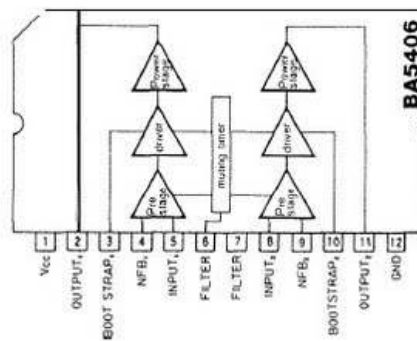 BA5406
Power stage
Power stage
driver
driver
muting timer
Pre stage
Pre stage
1 2 3 4 5 6 7 8 9 10 11 12
Vcc
OUTPUT₁
BOOT STRAP₁
NFB₁
INPUT₁
FILTER
FILTER
INPUT₂
NFB₂
BOOTSTRAP₂
OUTPUT₂
GND